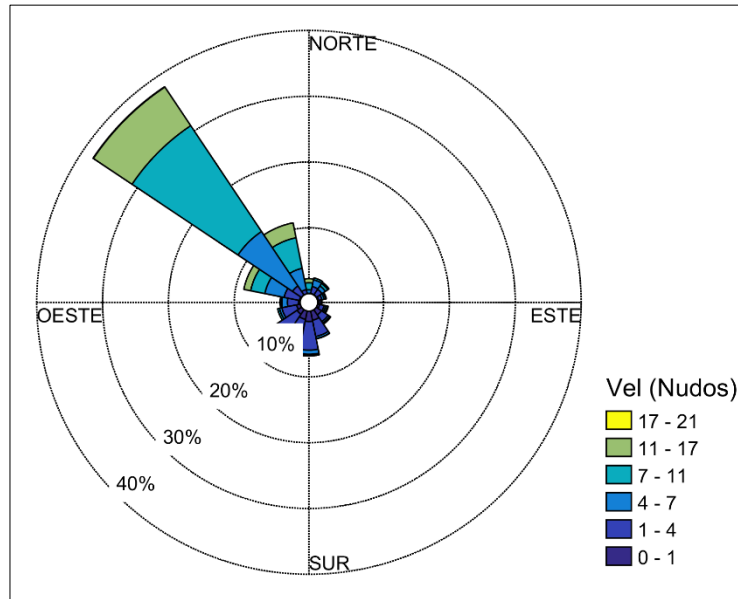 NORTE
OESTE
ESTE
10%
20%
30%
40%
SUR
Vel (Nudos)
17 - 21
11 - 17
7 - 11
4 - 7
1 - 4
0 - 1